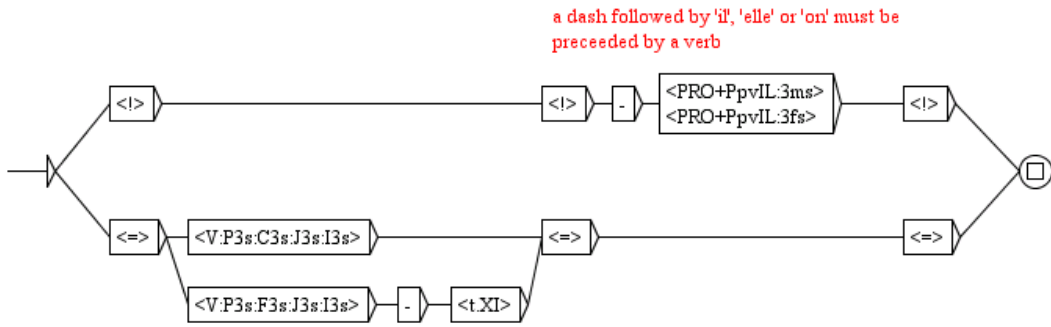 a dash followed by 'il', 'elle' or 'on' must be
preceeded by a verb
<!> <!> - <PRO+PpvIL:3ms> <!>
<PRO+PpvIL:3fs>
<=> <V:P3s:C3s:J3s:I3s> <=> <=>
<V:P3s:F3s:J3s:I3s> - <t.XI>